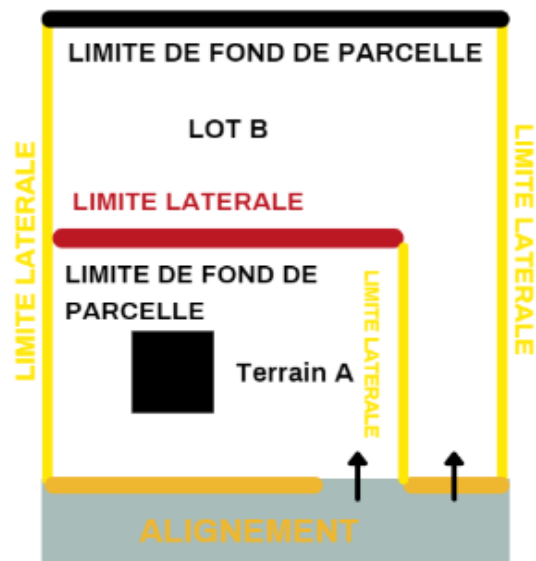 LIMITE DE FOND DE PARCELLE
LOT B
LIMITE LATERALE
LIMITE LATERALE
LIMITE LATERALE
LIMITE DE FOND DE
PARCELLE
LIMITE LATERALE
Terrain A
ALIGNEMENT